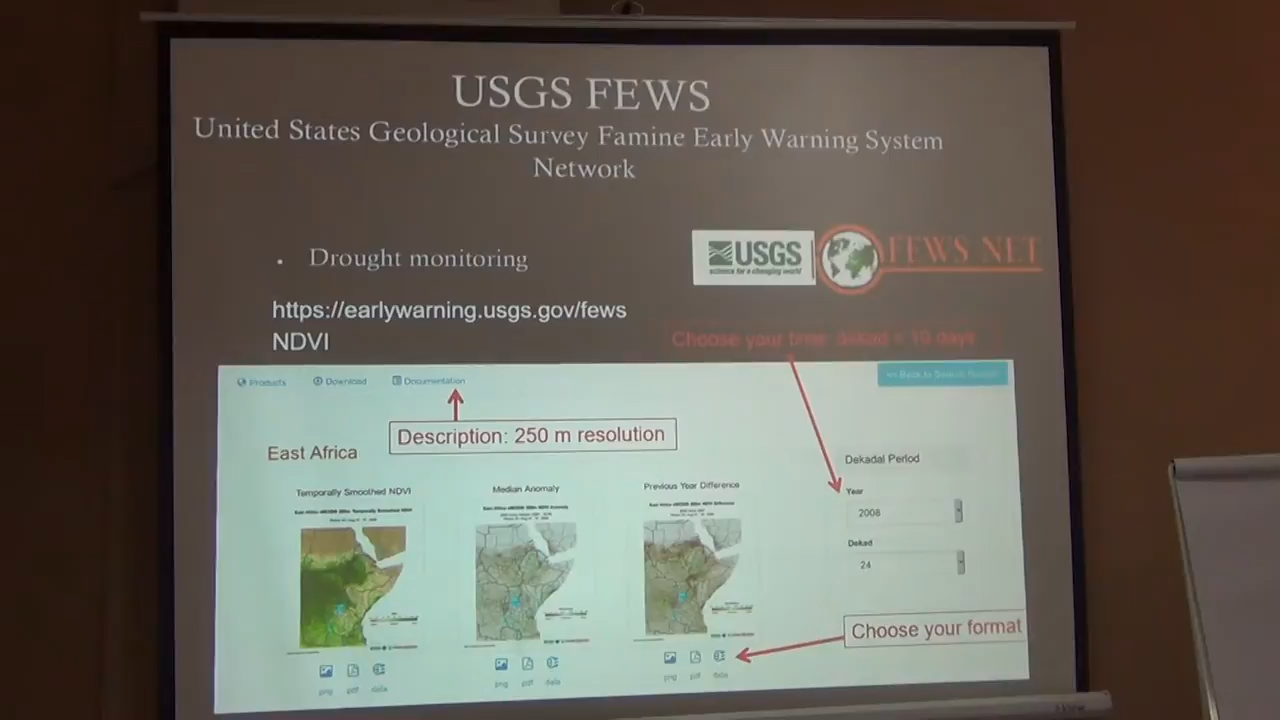 USGS FEWS
United States Geological Survey Famine Early Warning System
Network
• Drought monitoring
USGS
science for a changing world
FEWS NET
https://earlywarning.usgs.gov/fews
NDVI
Choose your time: dekad = 10 days
Products Download Documentation
<< Back to Search
Description: 250 m resolution
East Africa
Temporally Smoothed NDVI
Median Anomaly
Previous Year Difference
Dekadal Period
Year
2008
Dekad
24
Choose your format
png pdf data
png pdf data
png pdf data